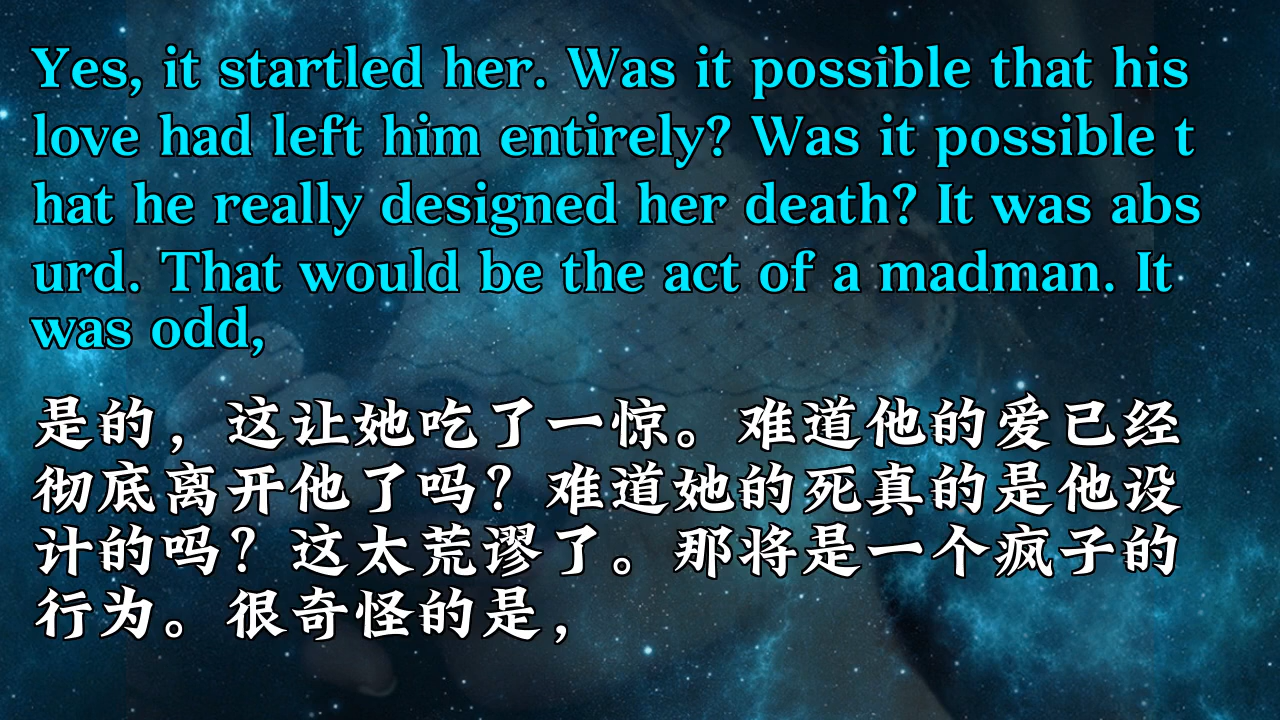 Yes, it startled her. Was it possible that his
love had left him entirely? Was it possible t
hat he really designed her death? It was abs
urd. That would be the act of a madman. It
was odd,
是的，这让她吃了一惊。难道他的爱已经
彻底离开他了吗？难道她的死真的是他设
计的吗？这太荒谬了。那将是一个疯子的
行为。很奇怪的是，